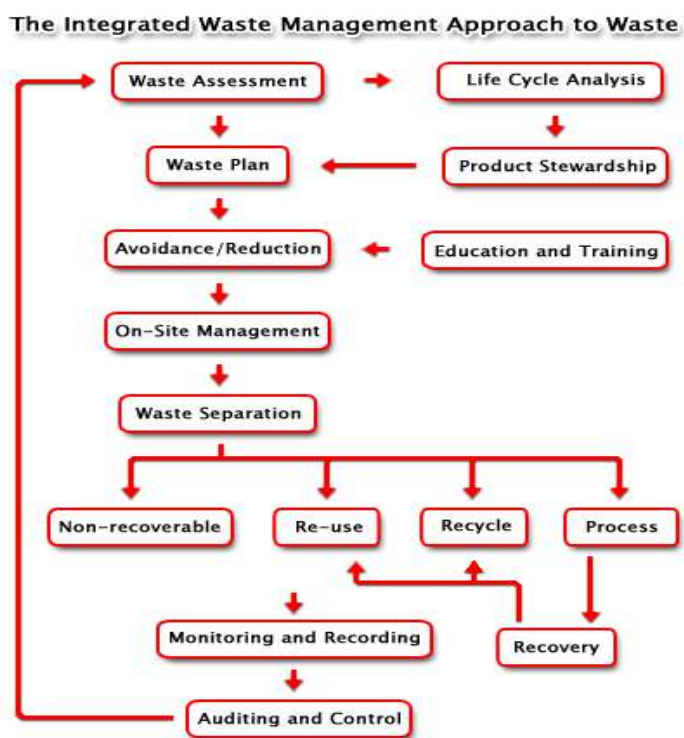 The Integrated Waste Management Approach to Waste
Waste Assessment
Life Cycle Analysis
Waste Plan
Product Stewardship
Avoidance/Reduction
Education and Training
On-Site Management
Waste Separation
Non-recoverable
Re-use
Recycle
Process
Monitoring and Recording
Recovery
Auditing and Control